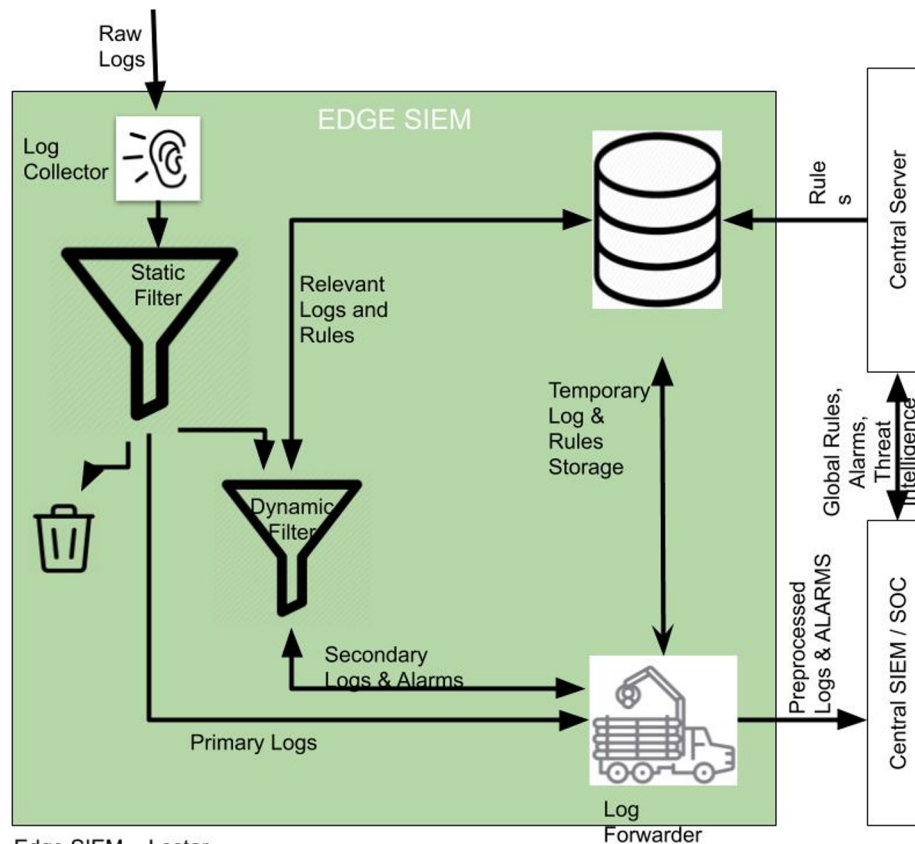 Raw
Logs
EDGE SIEM
Log
Collector
Static
Filter
Relevant
Logs and
Rules
Rule
s
Central Server
Temporary
Log &
Rules
Storage
Global Rules,
Alarms,
Threat
Intelligence
Dynamic
Filter
Secondary
Logs & Alarms
Primary Logs
Preprocessed
Logs & ALARMS
Central SIEM / SOC
Log
Forwarder
Edge SIEM